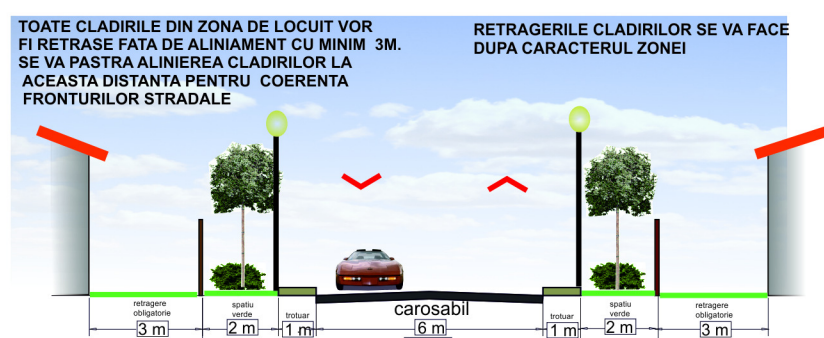 TOATE CLADIRILE DIN ZONA DE LOCUIT VOR
FI RETRASE FATA DE ALINIAMENT CU MINIM 3M.
SE VA PASTRA ALINIEREA CLADIRILOR LA
ACEASTA DISTANTA PENTRU COERENTA
FRONTURILOR STRADALE
RETRAGERILE CLADIRILOR SE VA FACE
DUPA CARACTERUL ZONEI
retragere
obligatorie
spatiu
verde
trotuar
carosabil
trotuar
spatiu
verde
retragere
obligatorie
3 m
2 m
1 m
6 m
1 m
2 m
3 m